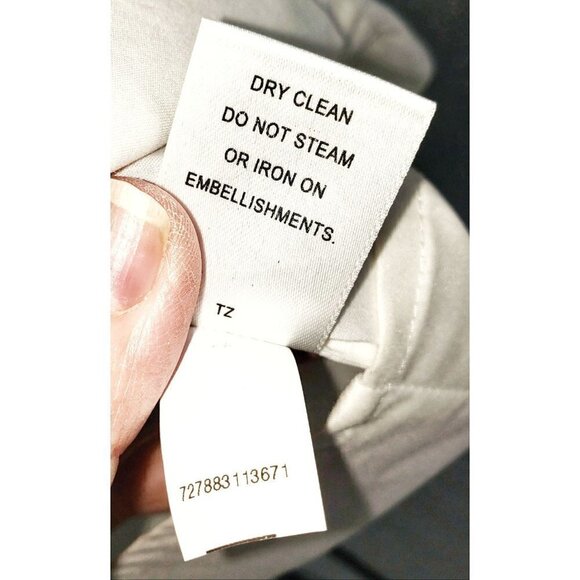 DRY CLEAN
DO NOT STEAM
OR IRON ON
EMBELLISHMENTS.
TZ
727883113671